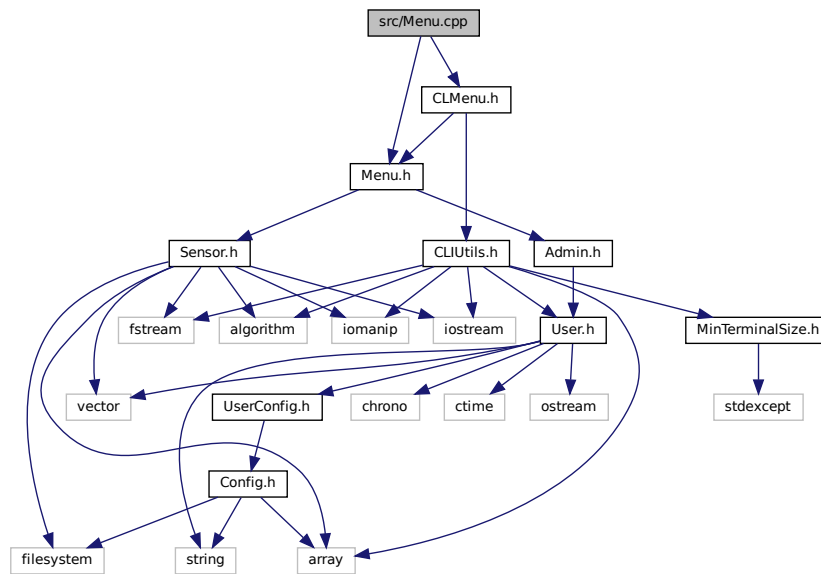 src/Menu.cpp
CLMenu.h
Menu.h
Sensor.h
CLIUtils.h
Admin.h
fstream
algorithm
iomanip
iostream
User.h
MinTerminalSize.h
vector
UserConfig.h
chrono
ctime
ostream
stdexcept
Config.h
filesystem
string
array